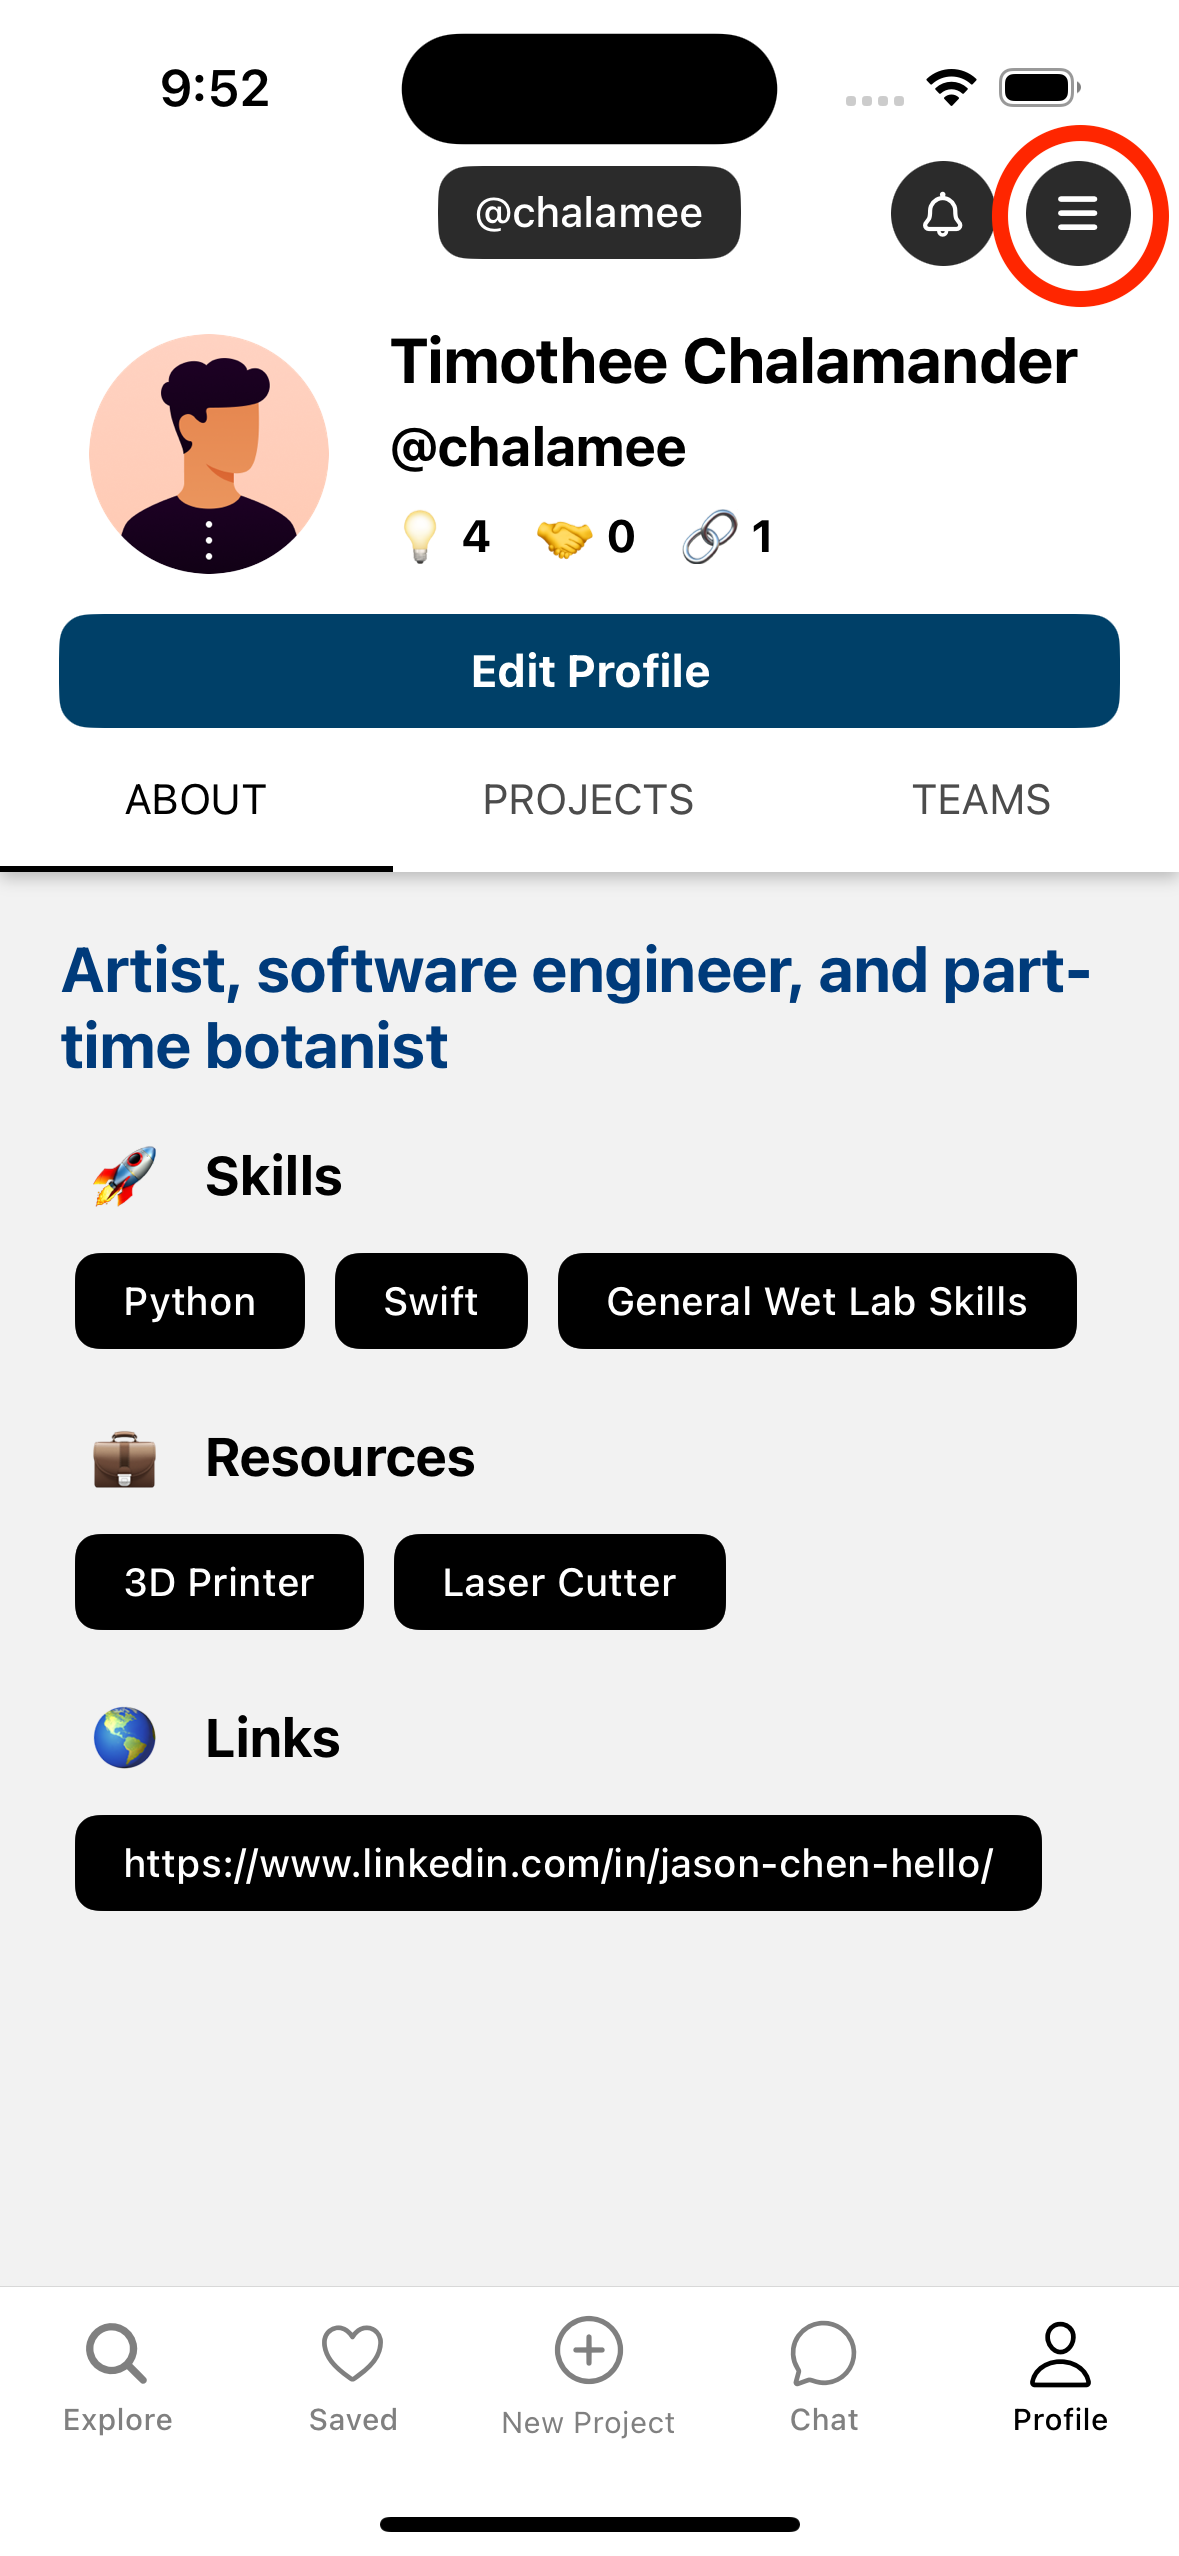 9:52
@chalamee
Timothee Chalamander
@chalamee
4 0 1
Edit Profile
ABOUT PROJECTS TEAMS
Artist, software engineer, and part-
time botanist
Skills
Python Swift General Wet Lab Skills
Resources
3D Printer Laser Cutter
Links
https://www.linkedin.com/in/jason-chen-hello/
Explore Saved New Project Chat Profile